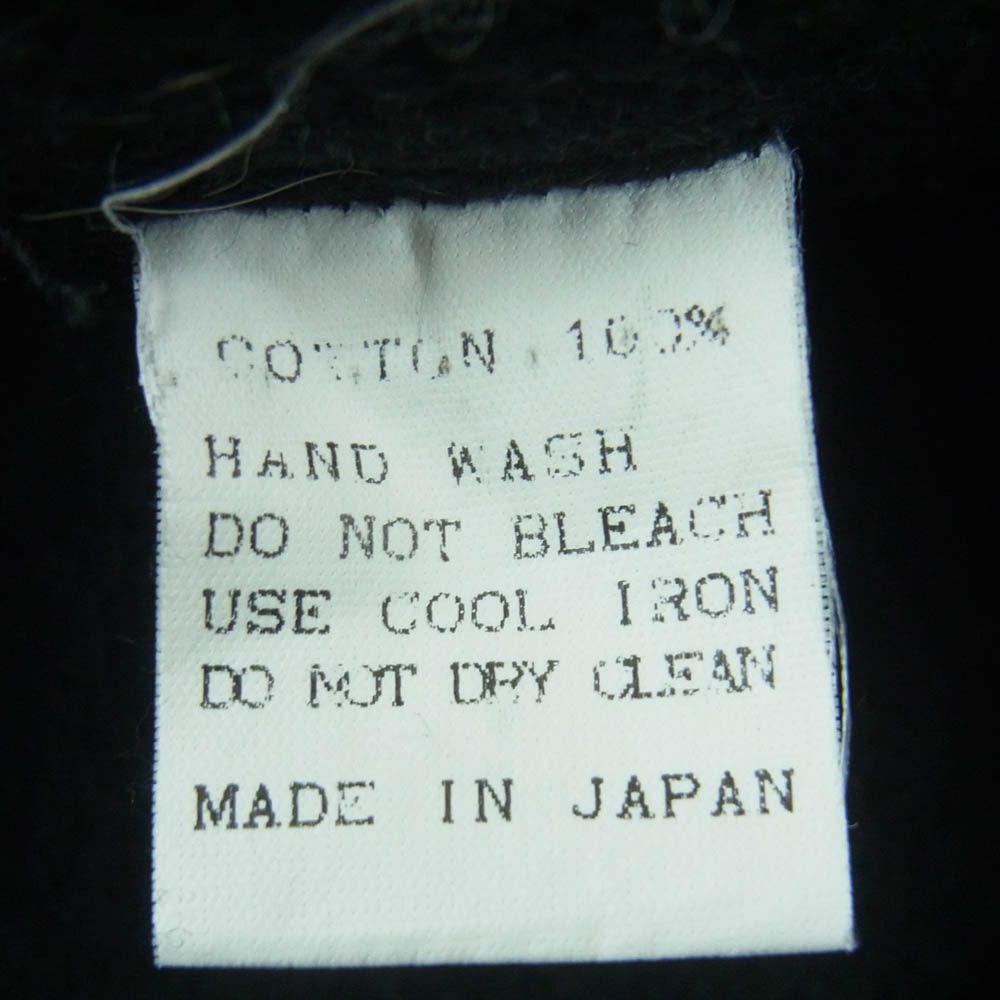 COTTON 100%
HAND WASH
DO NOT BLEACH
USE COOL IRON
DO NOT DRY CLEAN
MADE IN JAPAN